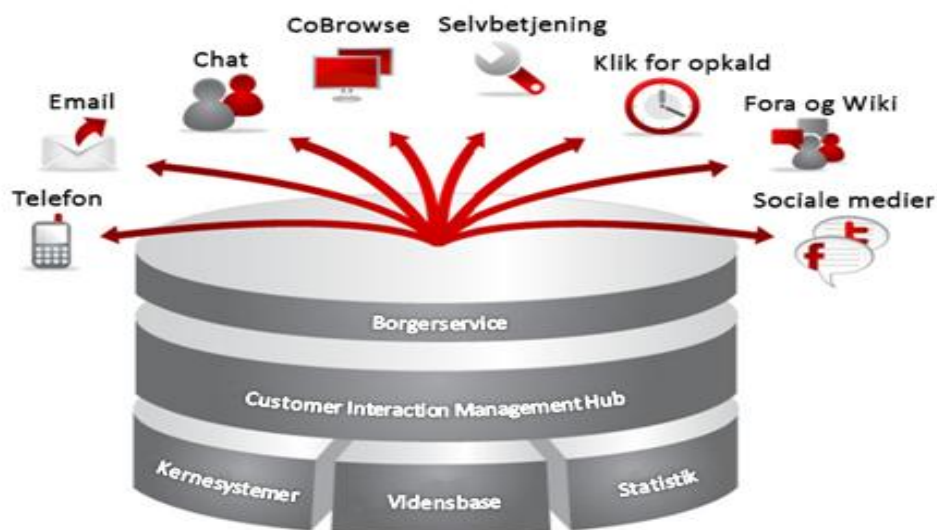 CoBrowse
Selvbetjening
Chat
Klik for opkald
Email
Fora og Wiki
Telefon
Sociale medier
t
f
Borgerservice
Customer Interaction Management Hub
Kernesystemer
Vidensbase
Statistik